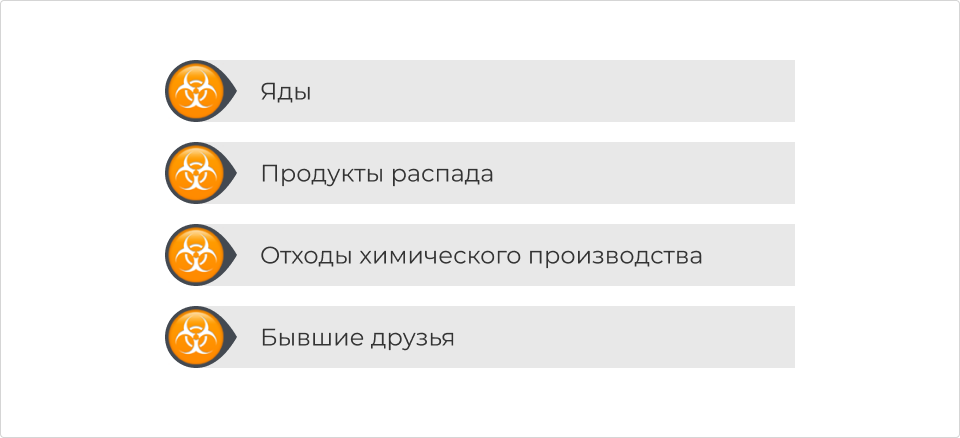 Яды
Продукты распада
Отходы химического производства
Бывшие друзья